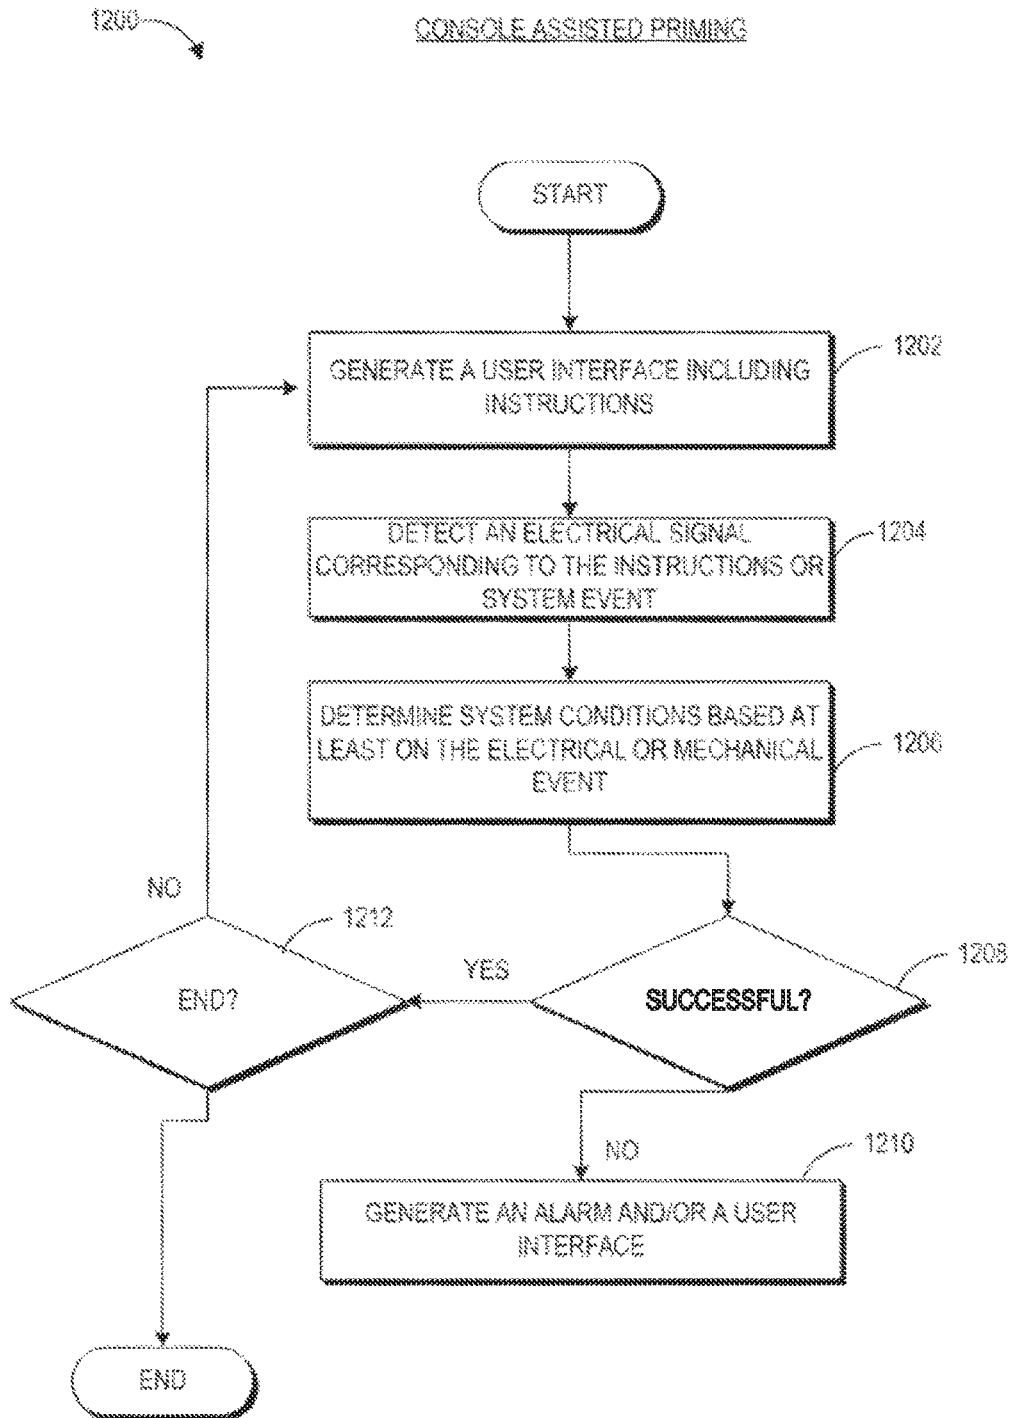 1200
CONSOLE ASSISTED PRIMING
START
GENERATE A USER INTERFACE INCLUDING
INSTRUCTIONS
1202
DETECT AN ELECTRICAL SIGNAL
CORRESPONDING TO THE INSTRUCTIONS OR
SYSTEM EVENT
1204
DETERMINE SYSTEM CONDITIONS BASED AT
LEAST ON THE ELECTRICAL OR MECHANICAL
EVENT
1206
NO
1212
END?
YES
SUCCESSFUL?
1208
NO
1210
GENERATE AN ALARM AND/OR A USER
INTERFACE
END